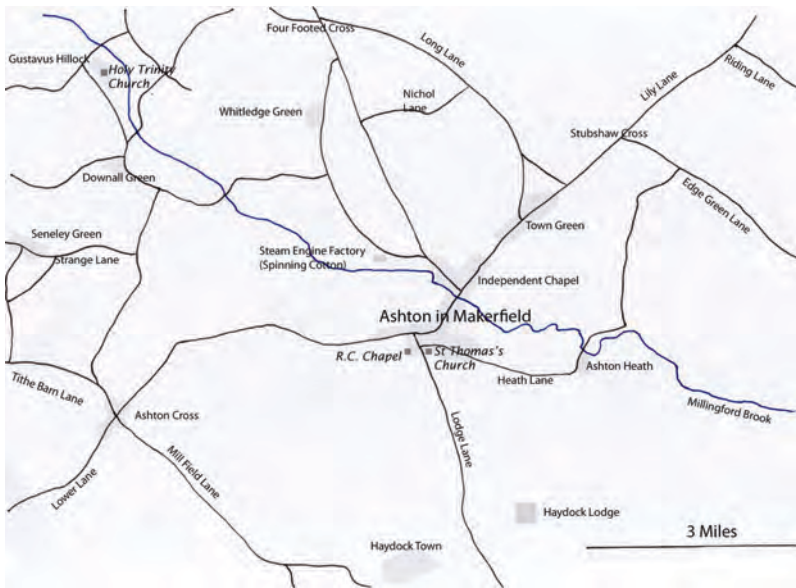 Four Footed Cross
Long Lane
Gustavus Hillock
Holy Trinity
Church
Lily Lane
Riding Lane
Nichol
Lane
Whitledge Green
Stubshaw Cross
Downall Green
Edge Green Lane
Town Green
Seneley Green
Strange Lane
Steam Engine Factory
(Spinning Cotton)
Independent Chapel
Ashton in Makerfield
R.C. Chapel
St Thomas's
Church
Ashton Heath
Heath Lane
Tithe Barn Lane
Millingford Brook
Ashton Cross
Lodge Lane
Mill Field Lane
Lower Lane
Haydock Lodge
3 Miles
Haydock Town